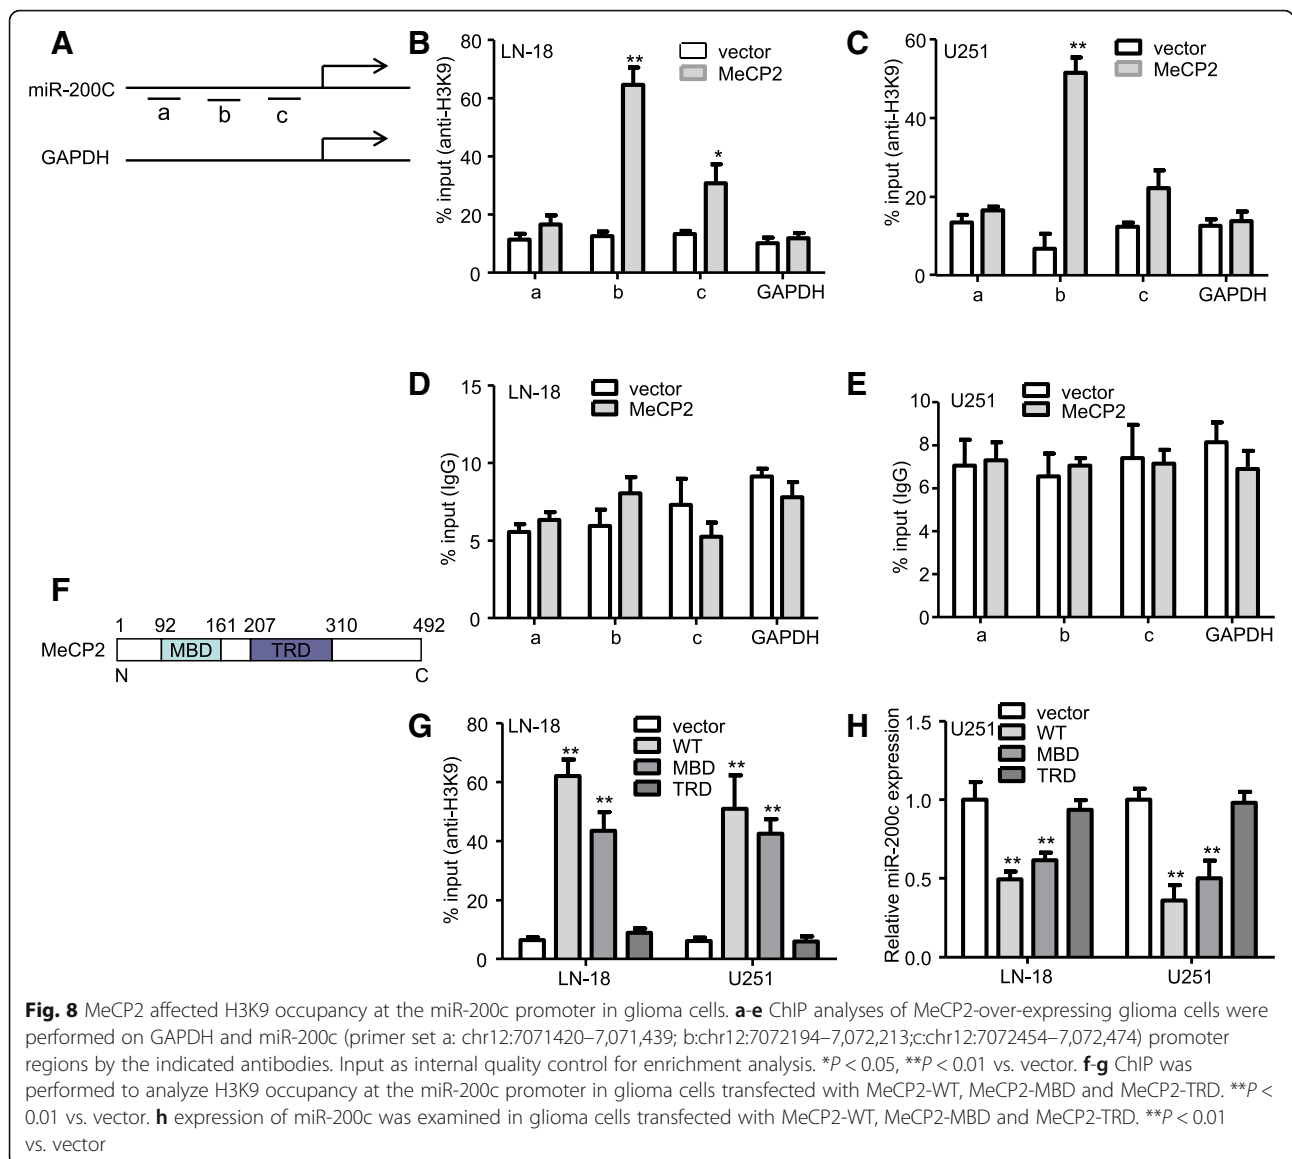 A
miR-200C
a b c
GAPDH
B
LN-18
vector
MeCP2
% input (anti-H3K9)
80
60
40
20
0
**
*
a b c GAPDH
C
U251
vector
MeCP2
% input (anti-H3K9)
60
40
20
0
**
a b c GAPDH
D
LN-18
vector
MeCP2
% input (IgG)
15
10
5
0
a b c GAPDH
E
U251
vector
MeCP2
% input (IgG)
10
8
6
4
2
0
a b c GAPDH
F
1 92 161 207 310 492
MeCP2 MBD TRD
N C
G
LN-18
vector
WT
MBD
TRD
% input (anti-H3K9)
80
60
40
20
0
** ** ** **
LN-18 U251
H
U251
vector
WT
MBD
TRD
Relative miR-200c expression
1.5
1.0
0.5
0.0
** ** ** **
LN-18 U251
Fig. 8 MeCP2 affected H3K9 occupancy at the miR-200c promoter in glioma cells. a-e ChIP analyses of MeCP2-over-expressing glioma cells were
performed on GAPDH and miR-200c (primer set a: chr12:7071420–7,071,439; b:chr12:7072194–7,072,213;c:chr12:7072454–7,072,474) promoter
regions by the indicated antibodies. Input as internal quality control for enrichment analysis. *P < 0.05, **P < 0.01 vs. vector. f-g ChIP was
performed to analyze H3K9 occupancy at the miR-200c promoter in glioma cells transfected with MeCP2-WT, MeCP2-MBD and MeCP2-TRD. **P <
0.01 vs. vector. h expression of miR-200c was examined in glioma cells transfected with MeCP2-WT, MeCP2-MBD and MeCP2-TRD. **P < 0.01
vs. vector